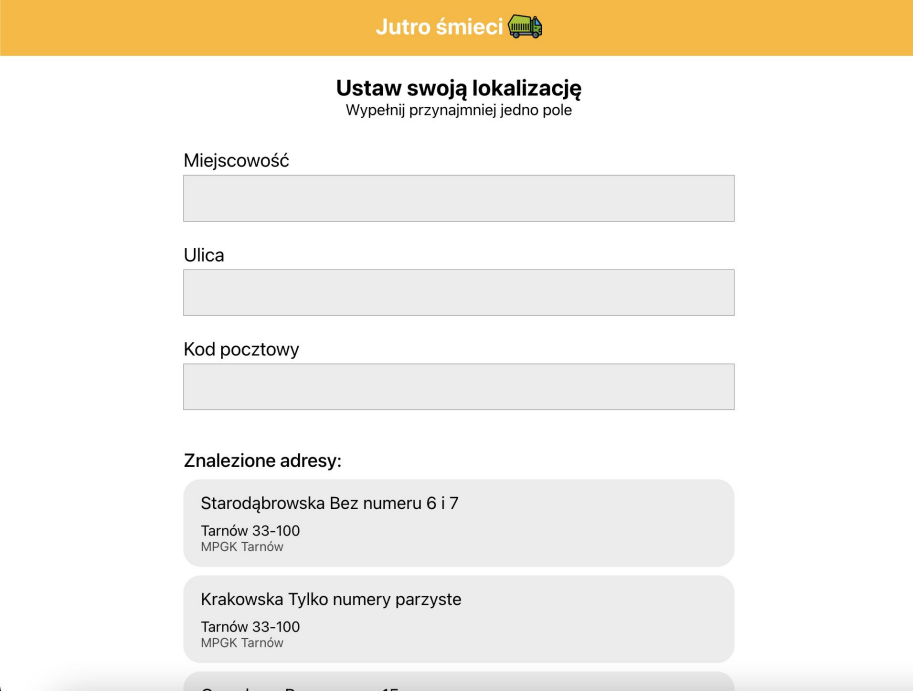 Jutro śmieci
Ustaw swoją lokalizację
Wypełnij przynajmniej jedno pole
Miejscowość
Ulica
Kod pocztowy
Znalezione adresy:
Starodąbrowska Bez numeru 6 i 7
Tarnów 33-100
MPGK Tarnów
Krakowska Tylko numery parzyste
Tarnów 33-100
MPGK Tarnów